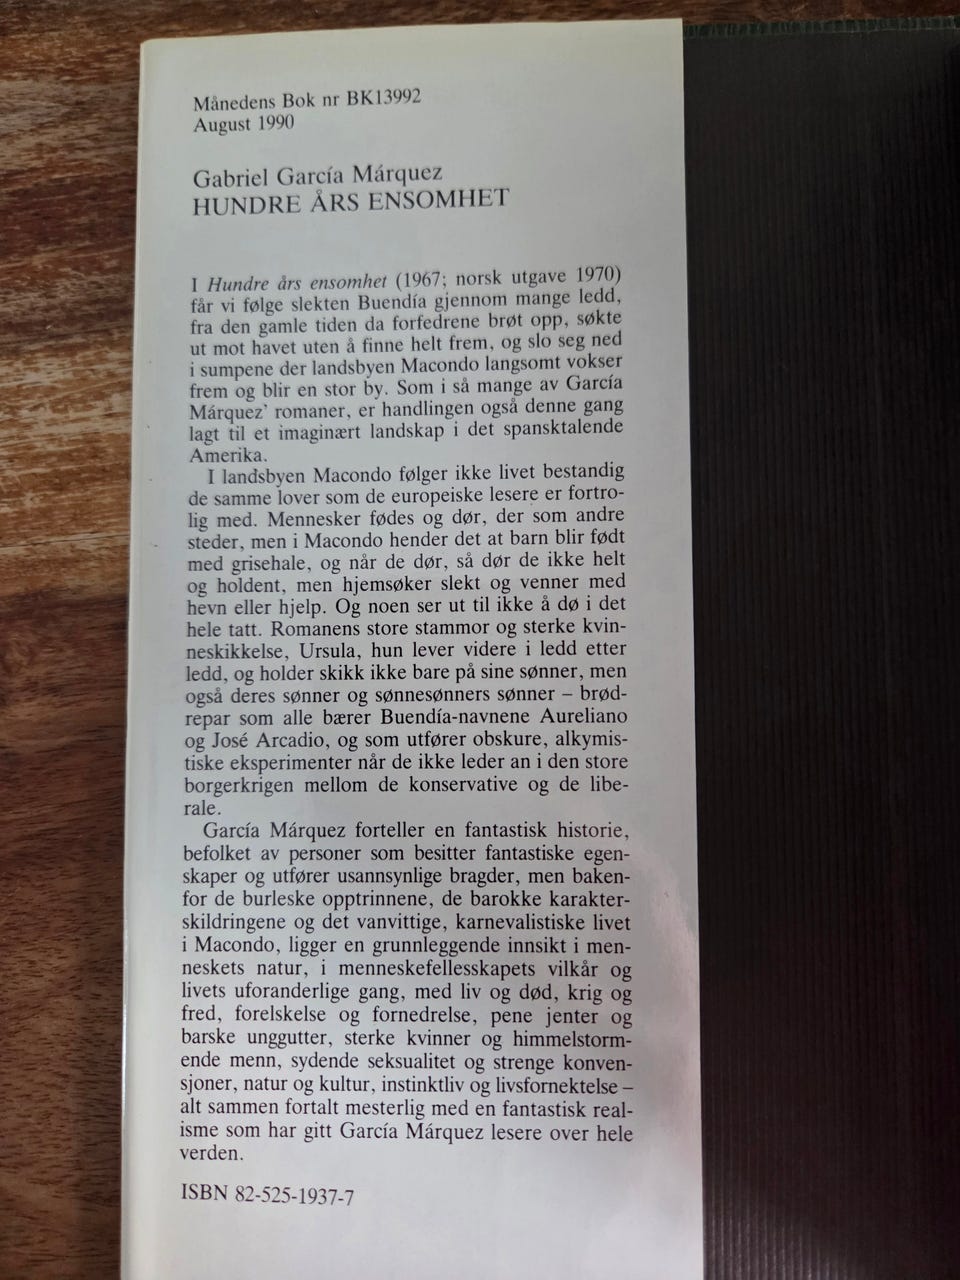 Månedens Bok nr BK13992
August 1990
Gabriel García Márquez
HUNDRE ÅRS ENSOMHET
I Hundre års ensomhet (1967; norsk utgave 1970)
får vi følge slekten Buendía gjennom mange ledd,
fra den gamle tiden da forfedrene brøt opp, søkte
ut mot havet uten å finne helt frem, og slo seg ned
i sumpene der landsbyen Macondo langsomt vokser
frem og blir en stor by. Som i så mange av García
Márquez' romaner, er handlingen også denne gang
lagt til et imaginært landskap i det spansktalende
Amerika.
I landsbyen Macondo følger ikke livet bestandig
de samme lover som de europeiske lesere er fortro-
lig med. Mennesker fødes og dør, der som andre
steder, men i Macondo hender det at barn blir født
med grisehale, og når de dør, så dør de ikke helt
og holdent, men hjemsøker slekt og venner med
hevn eller hjelp. Og noen ser ut til ikke å dø i det
hele tatt. Romanens store stammor og sterke kvin-
neskikkelse, Ursula, hun lever videre i ledd etter
ledd, og holder skikk ikke bare på sine sønner, men
også deres sønner og sønnesønners sønner – brød-
repar som alle bærer Buendía-navnene Aureliano
og José Arcadio, og som utfører obskure, alkymis-
tiske eksperimenter når de ikke leder an i den store
borgerkrigen mellom de konservative og de libe-
rale.
García Márquez forteller en fantastisk historie,
befolket av personer som besitter fantastiske egen-
skaper og utfører usannsynlige bragder, men baken-
for de burleske opptrinnene, de barokke karakter-
skildringene og det vanvittige, karnevalistiske livet
i Macondo, ligger en grunnleggende innsikt i men-
neskets natur, i menneskefellesskapets vilkår og
livets uforanderlige gang, med liv og død, krig og
fred, forelskelse og fornedrelse, pene jenter og
barske unggutter, sterke kvinner og himmelstorm-
ende menn, sydende seksualitet og strenge konven-
sjoner, natur og kultur, instinktliv og livsfornektelse –
alt sammen fortalt mesterlig med en fantastisk real-
isme som har gitt García Márquez lesere over hele
verden.
ISBN 82-525-1937-7